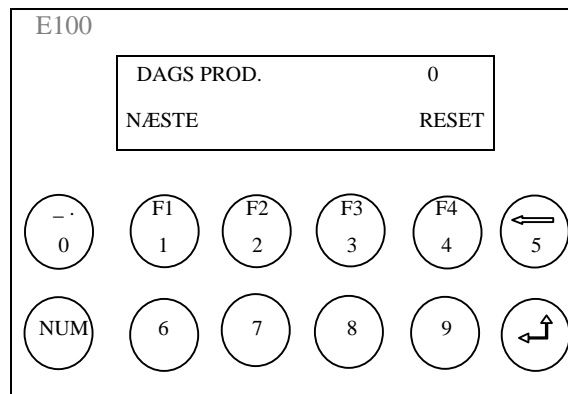 E100
DAGS PROD. 0
NÆSTE RESET
_ . F1 F2 F3 F4
0 1 2 3 4 5
NUM 6 7 8 9